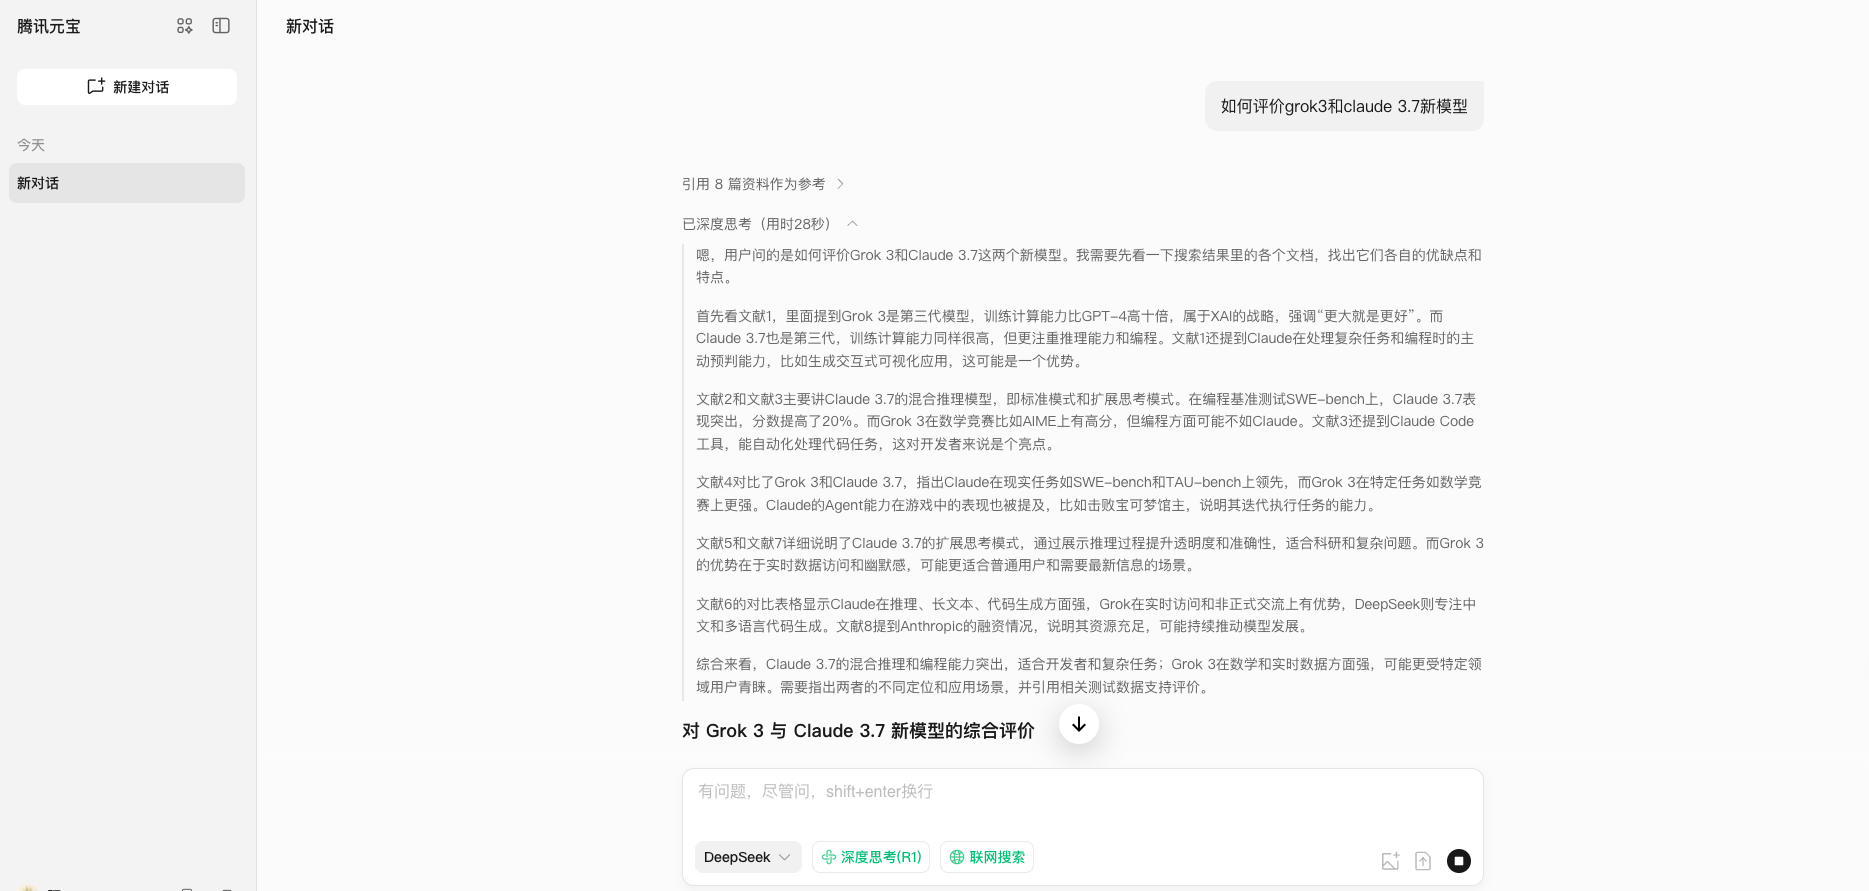 腾讯元宝
新建对话
今天
新对话
新对话
如何评价grok3和claude 3.7新模型
引用 8 篇资料作为参考
已深度思考（用时28秒）
嗯，用户问的是如何评价Grok 3和Claude 3.7这两个新模型。我需要先看一下搜索结果里的各个文档，找出它们各自的优缺点和
特点。
首先看文献1，里面提到Grok 3是第三代模型，训练计算能力比GPT-4高十倍，属于XAI的战略，强调“更大就是更好”。而
Claude 3.7也是第三代，训练计算能力同样很高，但更注重推理能力和编程。文献1还提到Claude在处理复杂任务和编程时的主
动预判能力，比如生成交互式可视化应用，这可能是一个优势。
文献2和文献3主要讲Claude 3.7的混合推理模型，即标准模式和扩展思考模式。在编程基准测试SWE-bench上，Claude 3.7表
现突出，分数提高了20%。而Grok 3在数学竞赛比如AIME上有高分，但编程方面可能不如Claude。文献3还提到Claude Code
工具，能自动化处理代码任务，这对开发者来说是个亮点。
文献4对比了Grok 3和Claude 3.7，指出Claude在现实任务如SWE-bench和TAU-bench上领先，而Grok 3在特定任务如数学竞
赛上更强。Claude的Agent能力在游戏中的表现也被提及，比如击败宝可梦馆主，说明其迭代执行任务的能力。
文献5和文献7详细说明了Claude 3.7的扩展思考模式，通过展示推理过程提升透明度和准确性，适合科研和复杂问题。而Grok 3
的优势在于实时数据访问和幽默感，可能更适合普通用户和需要最新信息的场景。
文献6的对比表格显示Claude在推理、长文本、代码生成方面强，Grok在实时访问和非正式交流上有优势，DeepSeek则专注中
文和多语言代码生成。文献8提到Anthropic的融资情况，说明其资源充足，可能持续推动模型发展。
综合来看，Claude 3.7的混合推理和编程能力突出，适合开发者和复杂任务；Grok 3在数学和实时数据方面强，可能更受特定领
域用户青睐。需要指出两者的不同定位和应用场景，并引用相关测试数据支持评价。
对 Grok 3 与 Claude 3.7 新模型的综合评价
有问题，尽管问，shift+enter换行
DeepSeek
深度思考(R1)
联网搜索